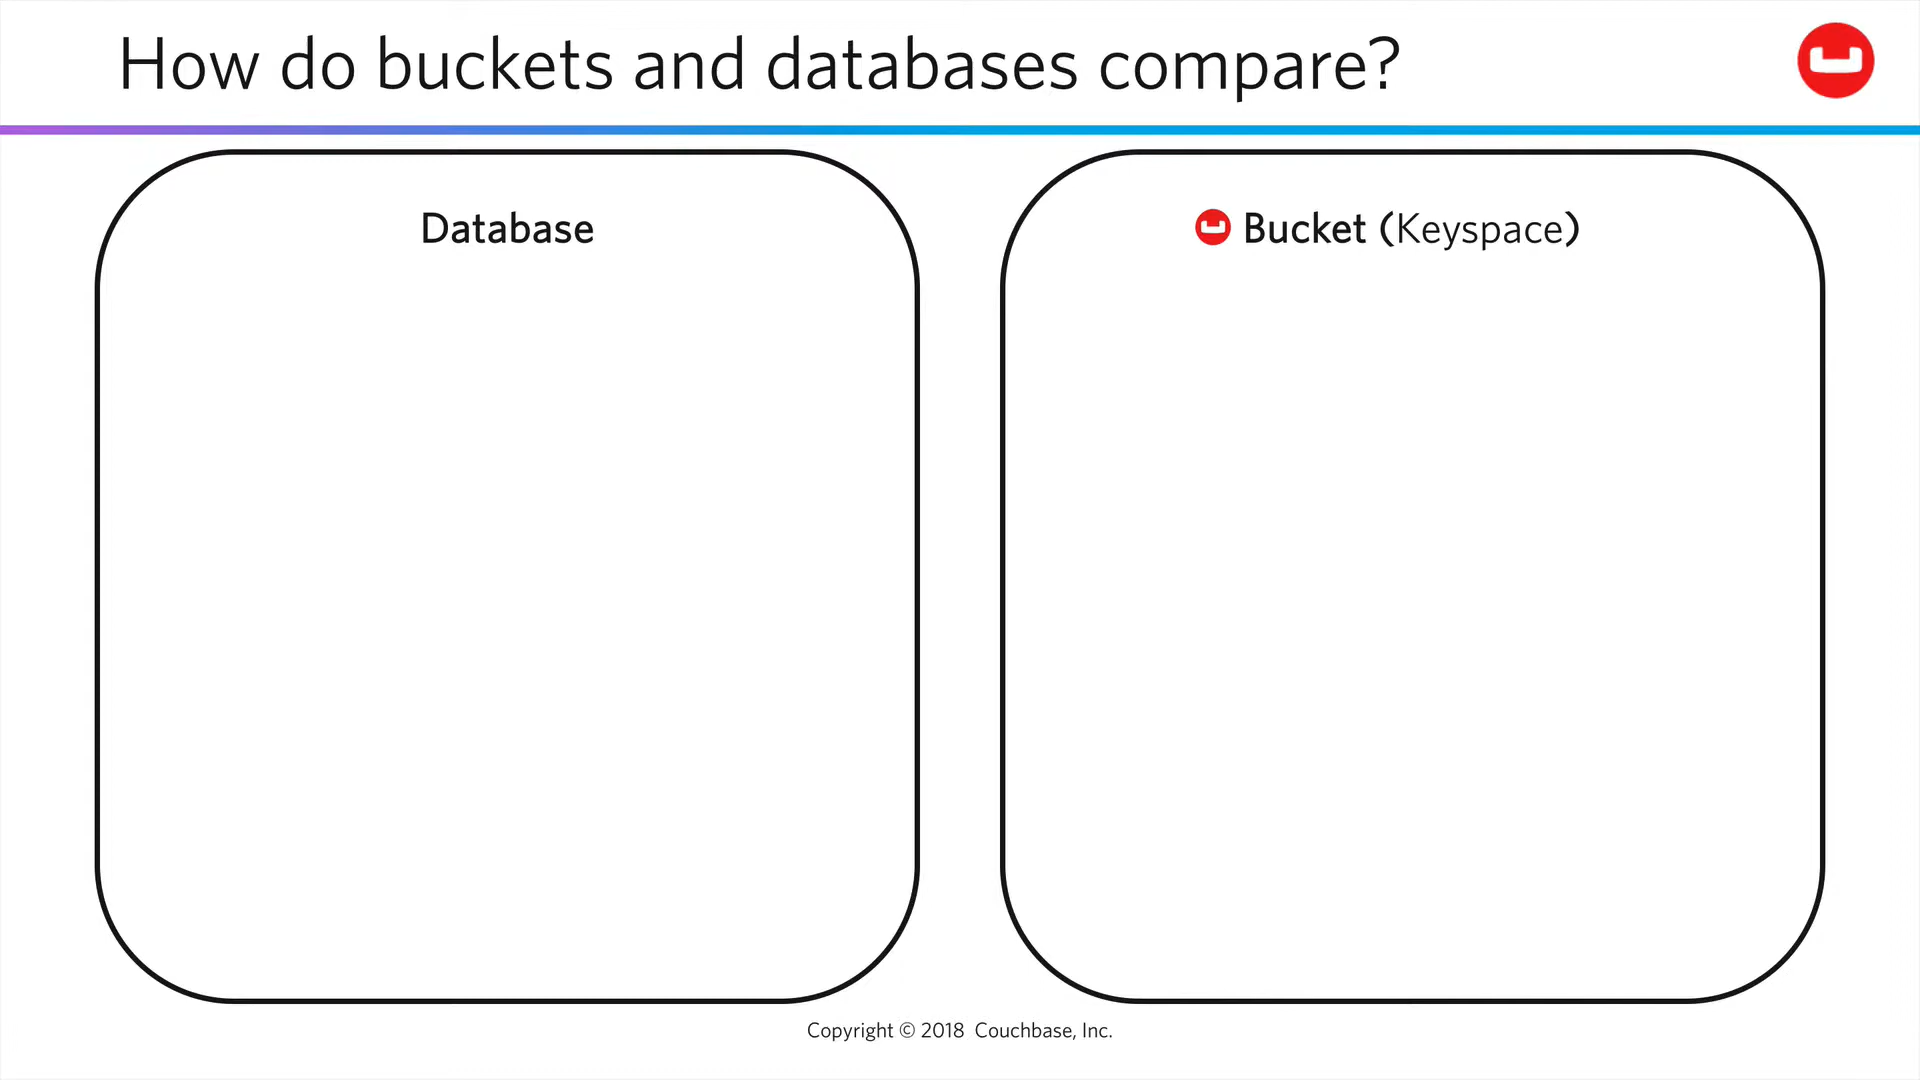 How do buckets and databases compare?
Database
Bucket (Keyspace)
Copyright © 2018 Couchbase, Inc.